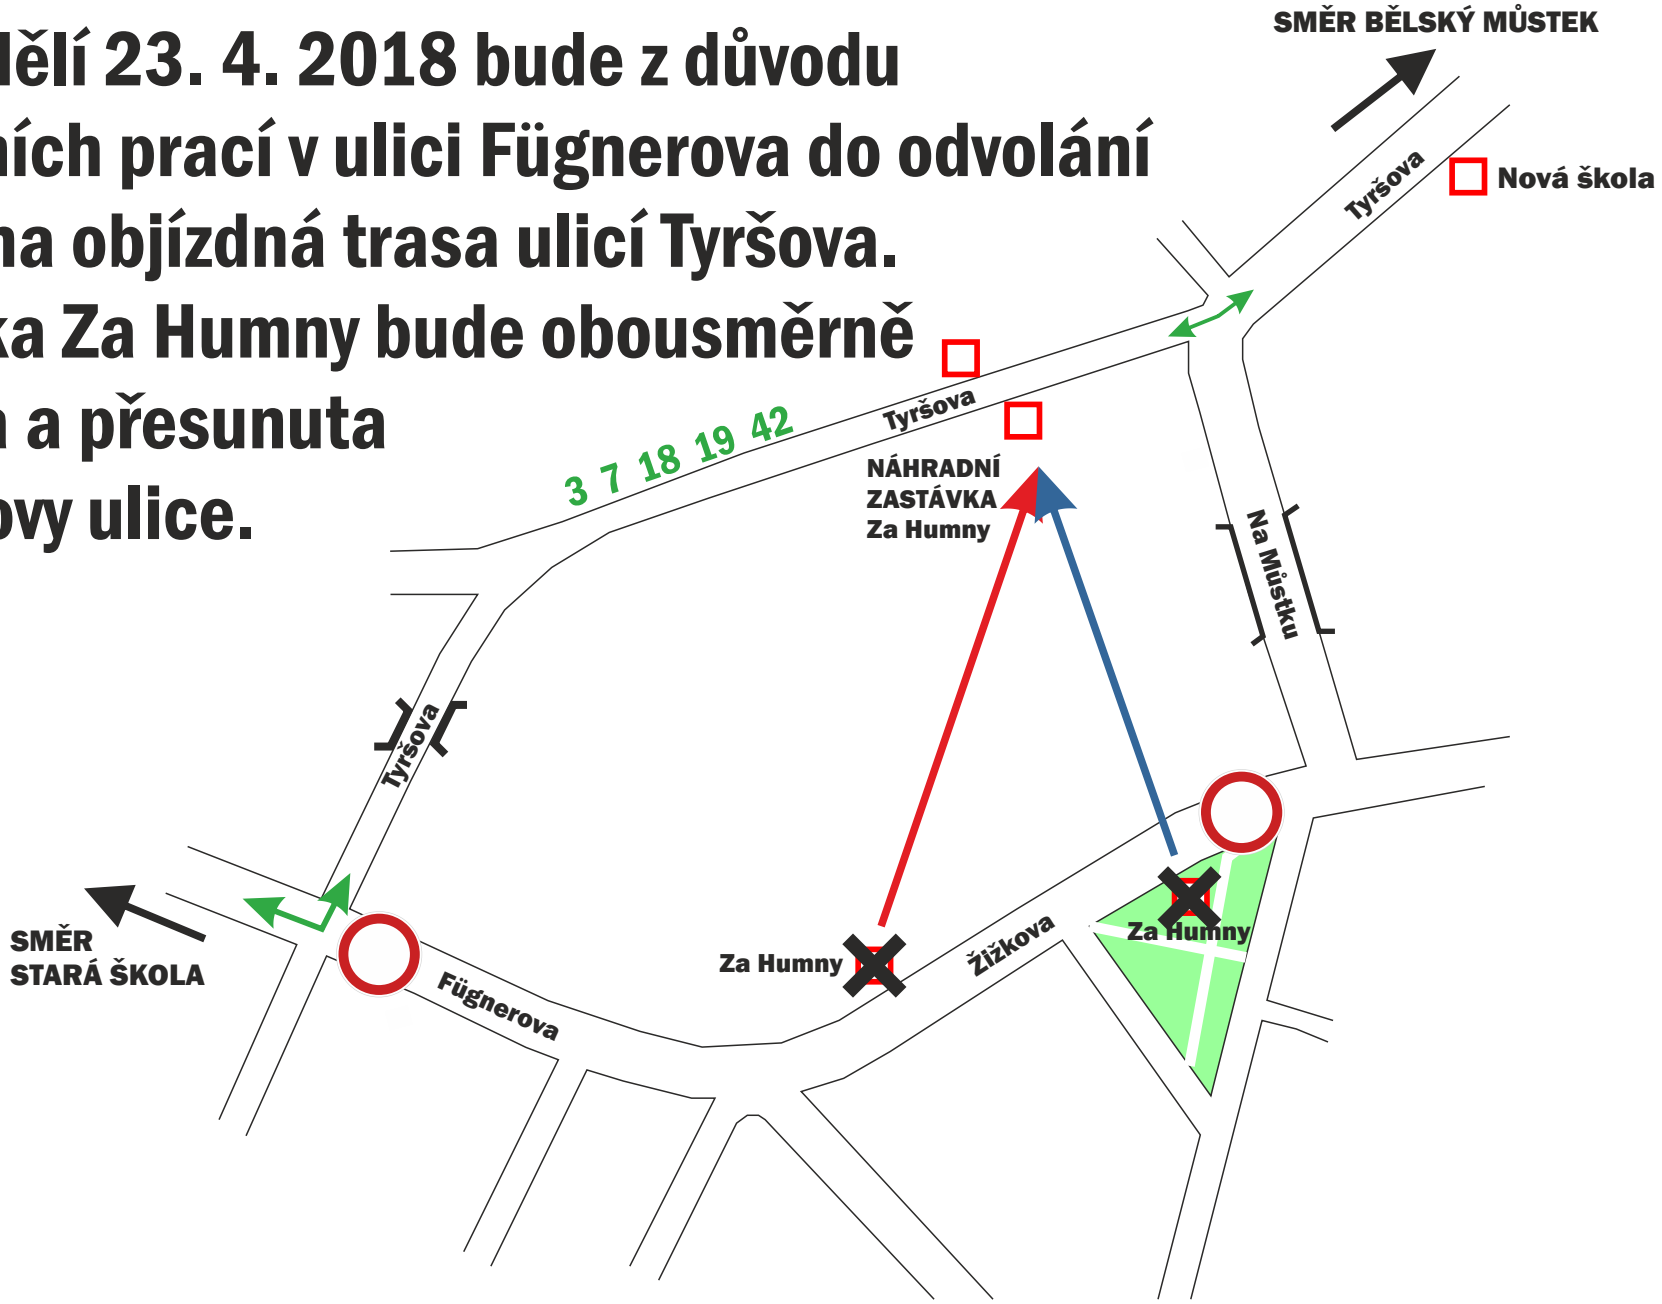 dělí 23. 4. 2018 bude z důvodu
ních prací v ulici Fügnerova do odvolání
na objízdná trasa ulicí Tyršova.
ka Za Humny bude obousměrně
a a přesunuta
ovy ulice.
SMĚR BĚLSKÝ MŮSTEK
Tyršova
Nová škola
3 7 18 19 42
Tyršova
NÁHRADNÍ
ZASTÁVKA
Za Humny
Na Můstku
Tyršova
SMĚR
STARÁ ŠKOLA
Fügnerova
Za Humny
Žižkova
Za Humny